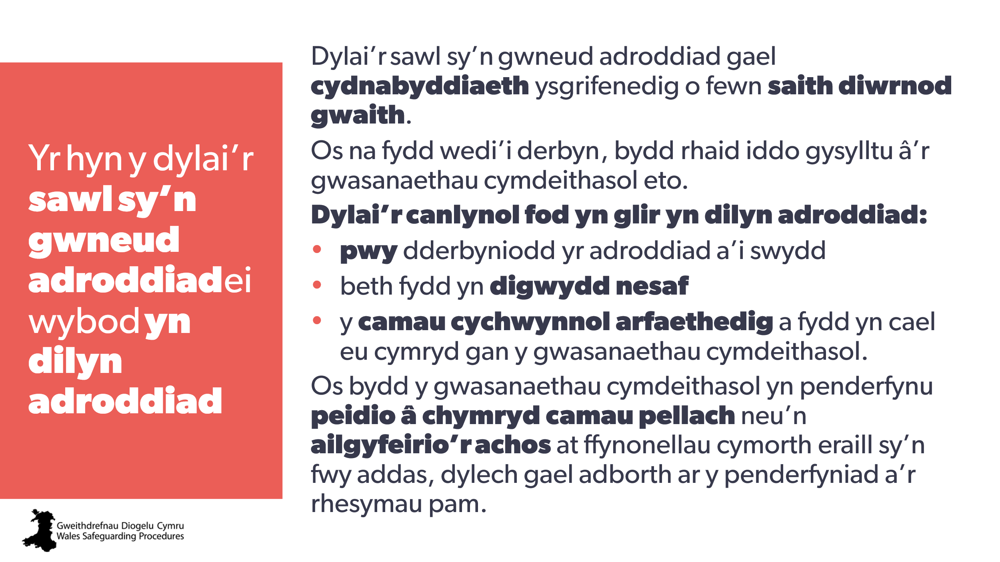 Yr hyn y dylai’r
sawl sy’n
gwneud
adroddiad ei
wybod yn
dilyn
adroddiad
Dylai’r sawl sy’n gwneud adroddiad gael
cydnabyddiaeth ysgrifenedig o fewn saith diwrnod
gwaith.
Os na fydd wedi’i derbyn, bydd rhaid iddo gysylltu â’r
gwasanaethau cymdeithasol eto.
Dylai’r canlynol fod yn glir yn dilyn adroddiad:
• pwy dderbyniodd yr adroddiad a’i swydd
• beth fydd yn digwydd nesaf
• y camau cychwynnol arfaethedig a fydd yn cael
eu cymryd gan y gwasanaethau cymdeithasol.
Os bydd y gwasanaethau cymdeithasol yn penderfynu
peidio â chymryd camau pellach neu’n
ailgyfeirio’r achos at ffynonellau cymorth eraill sy’n
fwy addas, dylech gael adborth ar y penderfyniad a’r
rhesymau pam.
Gweithdrefnau Diogelu Cymru
Wales Safeguarding Procedures